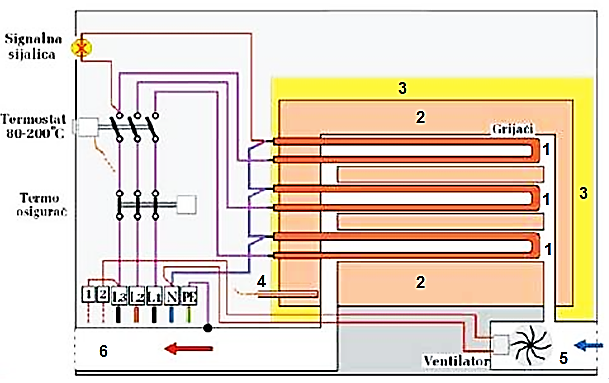 Signalna
sijalica
3
2
Termostat
80-200°C
Grijaći
1
3
1
Termo
osigurač
1
4
2
1 2 L3 L2 L1 N PE
6
Ventilator
5